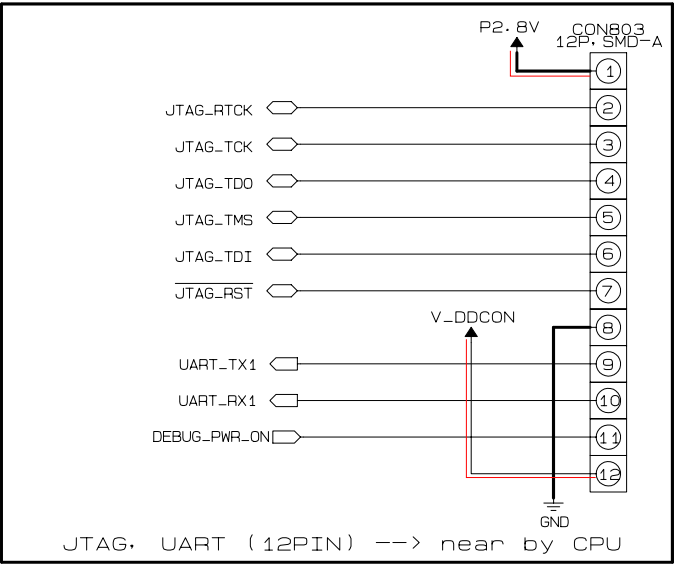 P2.8V
CON803
12P, SMD-A
1
JTAG_RTCK 2
JTAG_TCK 3
JTAG_TDO 4
JTAG_TMS 5
JTAG_TDI 6
JTAG_RST 7
V_DDCON
8
UART_TX1 9
UART_RX1 10
DEBUG_PWR_ON 11
12
GND
JTAG, UART (12PIN) --> near by CPU